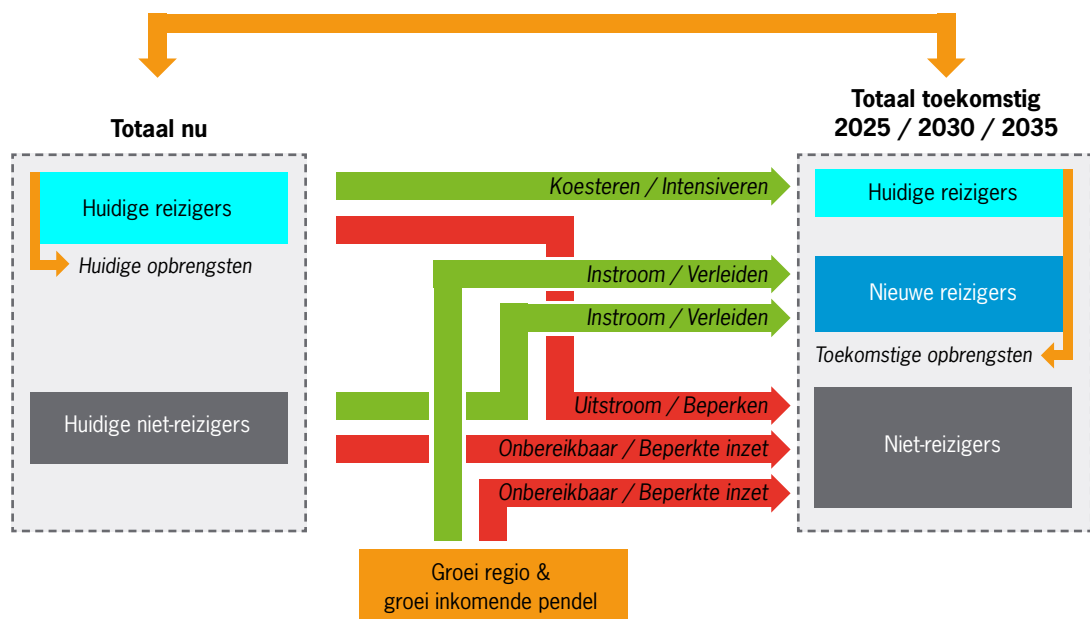 Totaal nu
Totaal toekomstig
2025 / 2030 / 2035
Huidige reizigers
Huidige opbrengsten
Huidige niet-reizigers
Koesteren / Intensiveren
Instroom / Verleiden
Instroom / Verleiden
Uitstroom / Beperken
Onbereikbaar / Beperkte inzet
Onbereikbaar / Beperkte inzet
Huidige reizigers
Nieuwe reizigers
Toekomstige opbrengsten
Niet-reizigers
Groei regio &
groei inkomende pendel